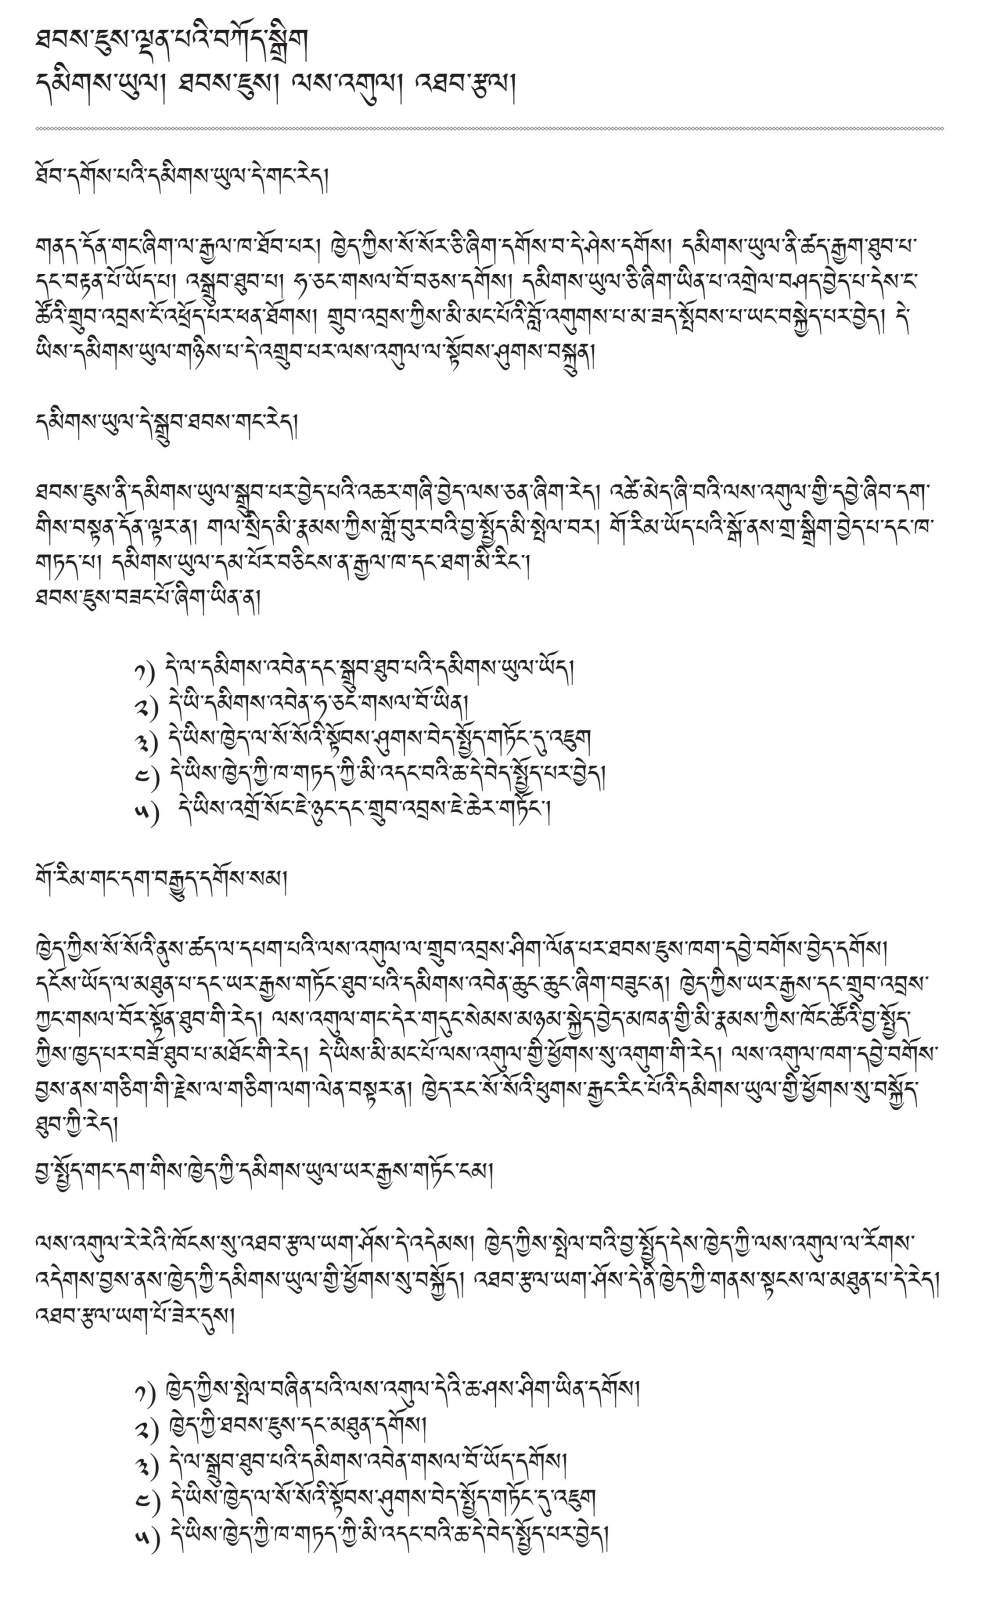 ཐབས་ཇུས་ལྡན་པའི་བཀོད་སྒྲིག
དམིགས་ཡུལ། ཐབས་ཇུས། ལས་འགུལ། འཐབ་རྩལ།
ཐོབ་དགོས་པའི་དམིགས་ཡུལ་དེ་གང་རེད།
གནད་དོན་གང་ཞིག་ལ་རྒྱལ་ཁ་ཐོབ་པར། ཁྱེད་ཀྱིས་སོ་སོར་ཅི་ཞིག་དགོས་བ་དེ་ཤེས་དགོས། དམིགས་ཡུལ་ནི་ཚད་རྒྱག་ཐུབ་པ་
དང་བརྟན་པོ་ཡོད་པ། འསྒྲུབ་ཐུབ་པ། ཧ་ཅང་གསལ་བོ་བཅས་དགོས། དམིགས་ཡུལ་ཅི་ཞིག་ཡིན་པ་འགྲེལ་བཤད་བྱེད་པ་དེས་ང་
ཚོའི་གྲུབ་འབྲས་ངོ་འཕྲོད་པར་ཕན་ཐོགས། གྲུབ་འབྲས་ཀྱིས་མི་མང་པོའི་བློ་འགུགས་པ་མ་ཟད་སྤོབས་པ་ཡང་བསྐྱེད་པར་བྱེད། དེ་
ཡིས་དམིགས་ཡུལ་གཉིས་པ་དེ་འགྲུབ་པར་ལས་འགུལ་ལ་སྟོབས་ཤུགས་བསྐྲུན།
དམིགས་ཡུལ་དེ་སྒྲུབ་ཐབས་གང་རེད།
ཐབས་ཇུས་ནི་དམིགས་ཡུལ་སྒྲུབ་པར་བྱེད་པའི་འཆར་གཞི་བྱེད་ལས་ཅན་ཞིག་རེད། འཚེ་མེད་ཞི་བའི་ལས་འགུལ་གྱི་དབྱེ་ཞིབ་དག་
གིས་བསྟན་དོན་ལྟར་ན། གལ་སྲིད་མི་རྣམས་ཀྱིས་གློ་བུར་བའི་བྱ་སྤྱོད་མི་སྤེལ་བར། གོ་རིམ་ཡོད་པའི་སྒོ་ནས་གྲ་སྒྲིག་བྱེད་པ་དང་ཁ་
གཏད་པ། དམིགས་ཡུལ་དམ་པོར་བཅིངས་ན་རྒྱལ་ཁ་དང་ཐག་མི་རིང་།
ཐབས་ཇུས་བཟང་པོ་ཞིག་ཡིན་ན།
༡) དེ་ལ་དམིགས་འབེན་དང་སྒྲུབ་ཐུབ་པའི་དམིགས་ཡུལ་ཡོད།
༢) དེ་ཡི་དམིགས་འབེན་ཧ་ཅང་གསལ་བོ་ཡིན།
༣) དེ་ཡིས་ཁྱེད་ལ་སོ་སོའི་སྟོབས་ཤུགས་བེད་སྤྱོད་གཏོང་དུ་འཇུག
༤) དེ་ཡིས་ཁྱེད་ཀྱི་ཁ་གཏད་ཀྱི་མི་འདང་བའི་ཆ་དེ་བེད་སྤྱོད་པར་བྱེད།
༥) དེ་ཡིས་འགྲོ་སོང་ཇེ་ཉུང་དང་གྲུབ་འབྲས་ཇེ་ཆེར་གཏོང་།
གོ་རིམ་གང་དག་བརྒྱུད་དགོས་སམ།
ཁྱེད་ཀྱིས་སོ་སོའི་ནུས་ཚད་ལ་དཔག་པའི་ལས་འགུལ་ལ་གྲུབ་འབྲས་ཤིག་ལོན་པར་ཐབས་ཇུས་ཁག་དབྱེ་བགོས་བྱེད་དགོས།
དངོས་ཡོད་ལ་མཐུན་པ་དང་ཡར་རྒྱས་གཏོང་ཐུབ་པའི་དམིགས་འབེན་ཆུང་ཆུང་ཞིག་བཟུང་ན། ཁྱེད་ཀྱིས་ཡར་རྒྱས་དང་གྲུབ་འབྲས་
ཀྱང་གསལ་བོར་སྟོན་ཐུབ་གི་རེད། ལས་འགུལ་གང་དེར་གདུང་སེམས་མཉམ་སྐྱེད་བྱེད་མཁན་གྱི་མི་རྣམས་ཀྱིས་ཁོང་ཚོའི་བྱ་སྤྱོད་
ཀྱིས་ཁྱད་པར་བཟོ་ཐུབ་པ་མཐོང་གི་རེད། དེ་ཡིས་མི་མང་པོ་ལས་འགུལ་གྱི་ཕྱོགས་སུ་འགུག་གི་རེད། ལས་འགུལ་ཁག་དབྱེ་བགོས་
བྱས་ནས་གཅིག་གི་རྗེས་ལ་གཅིག་ལག་ལེན་བསྟར་ན། ཁྱེད་རང་སོ་སོའི་ཕུགས་རྒྱང་རིང་པོའི་དམིགས་ཡུལ་གྱི་ཕྱོགས་སུ་བསྐྱོད་
ཐུབ་ཀྱི་རེད།
བྱ་སྤྱོད་གང་དག་གིས་ཁྱེད་ཀྱི་དམིགས་ཡུལ་ཡར་རྒྱས་གཏོང་ངམ།
ལས་འགུལ་རེ་རེའི་ཁོངས་སུ་འཐབ་རྩལ་ཡག་ཤོས་དེ་འདེམས། ཁྱེད་ཀྱིས་སྤེལ་བའི་བྱ་སྤྱོད་དེས་ཁྱེད་ཀྱི་ལས་འགུལ་ལ་རོགས་
འདེགས་བྱས་ནས་ཁྱེད་ཀྱི་དམིགས་ཡུལ་གྱི་ཕྱོགས་སུ་བསྐྱོད། འཐབ་རྩལ་ཡག་ཤོས་དེ་ནི་ཁྱེད་ཀྱི་གནས་སྟངས་ལ་མཐུན་པ་དེ་རེད།
འཐབ་རྩལ་ཡག་པོ་ཟེར་དུས།
༡) ཁྱེད་ཀྱིས་སྤེལ་བཞིན་པའི་ལས་འགུལ་དེའི་ཆ་ཤས་ཤིག་ཡིན་དགོས།
༢) ཁྱེད་ཀྱི་ཐབས་ཇུས་དང་མཐུན་དགོས།
༣) དེ་ལ་སྒྲུབ་ཐུབ་པའི་དམིགས་འབེན་གསལ་བོ་ཡོད་དགོས།
༤) དེ་ཡིས་ཁྱེད་ལ་སོ་སོའི་སྟོབས་ཤུགས་བེད་སྤྱོད་གཏོང་དུ་འཇུག
༥) དེ་ཡིས་ཁྱེད་ཀྱི་ཁ་གཏད་ཀྱི་མི་འདང་བའི་ཆ་དེ་བེད་སྤྱོད་པར་བྱེད།